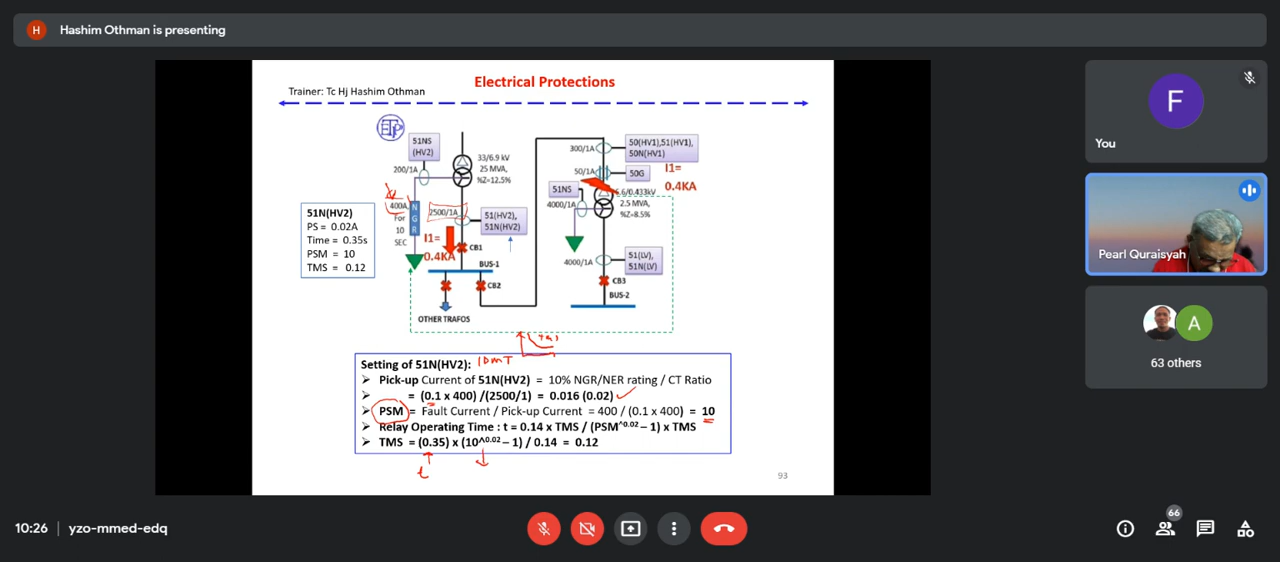 H
Hashim Othman is presenting
Electrical Protections
Trainer: Tc Hj Hashim Othman
51NS
(HV2)
200/1A
33/6.9 kV
25 MVA,
%Z=12.5%
300/1A
50(HV1),51(HV1),
50N(HV1)
50/1A
50G
I1=
0.4KA
51NS
4000/1A
6.6/0.433kV
2.5 MVA,
%Z=8.5%
400A
For
10
SEC
N
G
R
2500/1A
51(HV2),
51N(HV2)
I1=
0.4KA
CB1
BUS-1
CB2
OTHER TRAFOS
4000/1A
51(LV),
51N(LV)
CB3
BUS-2
51N(HV2)
PS = 0.02A
Time = 0.35s
PSM = 10
TMS = 0.12
Setting of 51N(HV2): IDMT
➢ Pick-up Current of 51N(HV2) = 10% NGR/NER rating / CT Ratio
➢ = (0.1 x 400) /(2500/1) = 0.016 (0.02)
➢ PSM = Fault Current / Pick-up Current = 400 / (0.1 x 400) = 10
➢ Relay Operating Time : t = 0.14 x TMS / (PSM^0.02 – 1) x TMS
➢ TMS = (0.35) x (10^0.02 – 1) / 0.14 = 0.12
t
93
F
You
Pearl Quraisyah
A
63 others
10:26 | yzo-mmed-edq
66